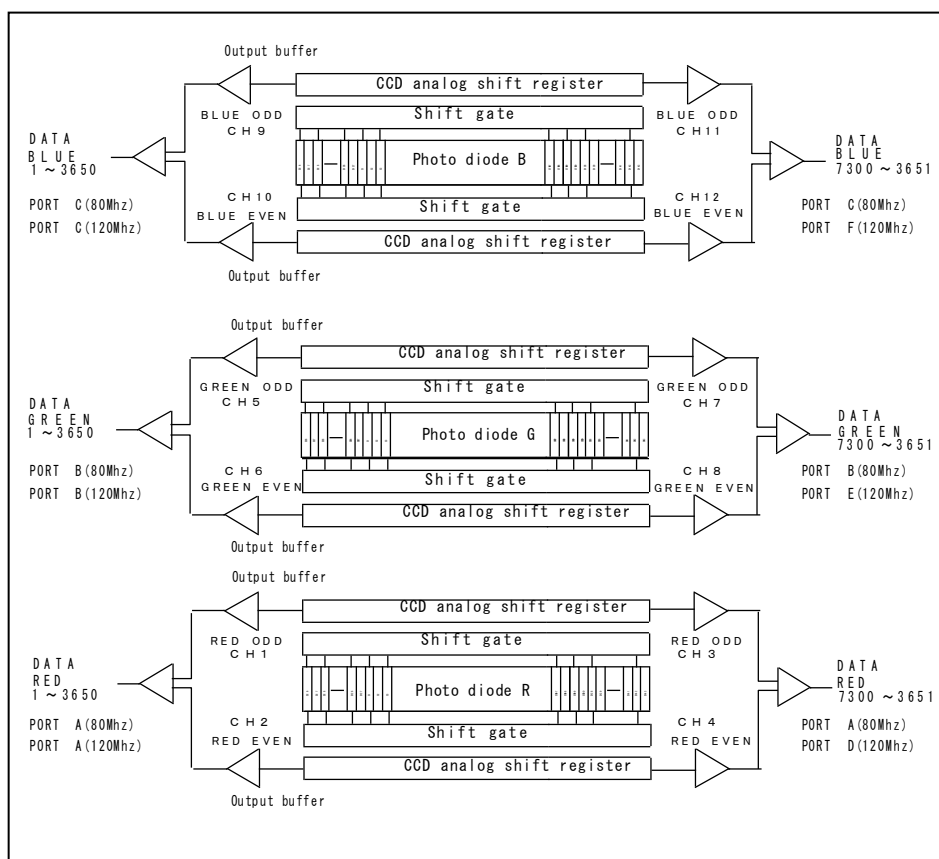 Output buffer
CCD analog shift register
BLUE ODD
CH9
BLUE ODD
CH11
Shift gate
DATA
BLUE
1～3650
Photo diode B
DATA
BLUE
7300～3651
PORT C(80Mhz)
PORT C(120Mhz)
CH10
BLUE EVEN
Shift gate
CH12
BLUE EVEN
PORT C(80Mhz)
PORT F(120Mhz)
CCD analog shift register
Output buffer
Output buffer
CCD analog shift register
GREEN ODD
CH5
Shift gate
GREEN ODD
CH7
DATA
GREEN
1～3650
Photo diode G
DATA
GREEN
7300～3651
PORT B(80Mhz)
PORT B(120Mhz)
CH6
GREEN EVEN
Shift gate
CH8
GREEN EVEN
PORT B(80Mhz)
PORT E(120Mhz)
CCD analog shift register
Output buffer
Output buffer
CCD analog shift register
RED ODD
CH1
Shift gate
RED ODD
CH3
DATA
RED
1～3650
Photo diode R
DATA
RED
7300～3651
PORT A(80Mhz)
PORT A(120Mhz)
CH2
RED EVEN
Shift gate
CH4
RED EVEN
PORT A(80Mhz)
PORT D(120Mhz)
CCD analog shift register
Output buffer